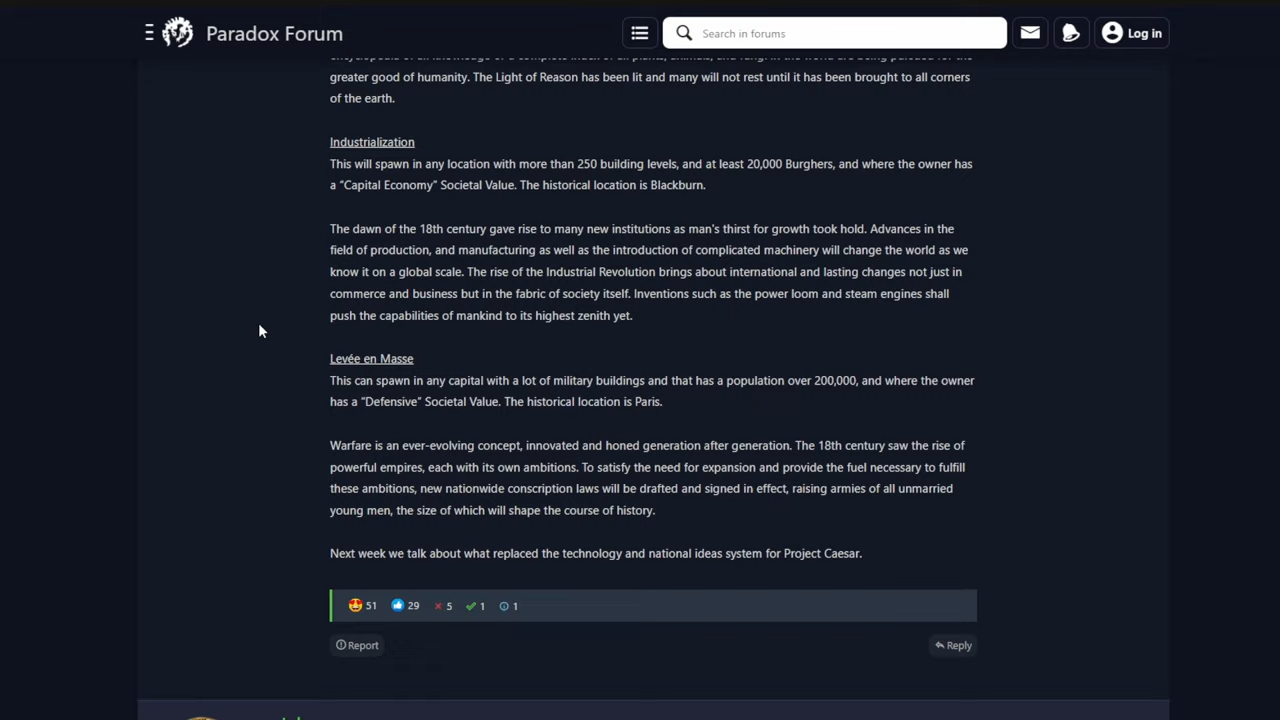 Paradox Forum
Search in forums
Log in
greater good of humanity. The Light of Reason has been lit and many will not rest until it has been brought to all corners
of the earth.
Industrialization
This will spawn in any location with more than 250 building levels, and at least 20,000 Burghers, and where the owner has
a “Capital Economy” Societal Value. The historical location is Blackburn.
The dawn of the 18th century gave rise to many new institutions as man's thirst for growth took hold. Advances in the
field of production, and manufacturing as well as the introduction of complicated machinery will change the world as we
know it on a global scale. The rise of the Industrial Revolution brings about international and lasting changes not just in
commerce and business but in the fabric of society itself. Inventions such as the power loom and steam engines shall
push the capabilities of mankind to its highest zenith yet.
Levée en Masse
This can spawn in any capital with a lot of military buildings and that has a population over 200,000, and where the owner
has a “Defensive” Societal Value. The historical location is Paris.
Warfare is an ever-evolving concept, innovated and honed generation after generation. The 18th century saw the rise of
powerful empires, each with its own ambitions. To satisfy the need for expansion and provide the fuel necessary to fulfill
these ambitions, new nationwide conscription laws will be drafted and signed in effect, raising armies of all unmarried
young men, the size of which will shape the course of history.
Next week we talk about what replaced the technology and national ideas system for Project Caesar.
51 29 5 1 1
Report
Reply